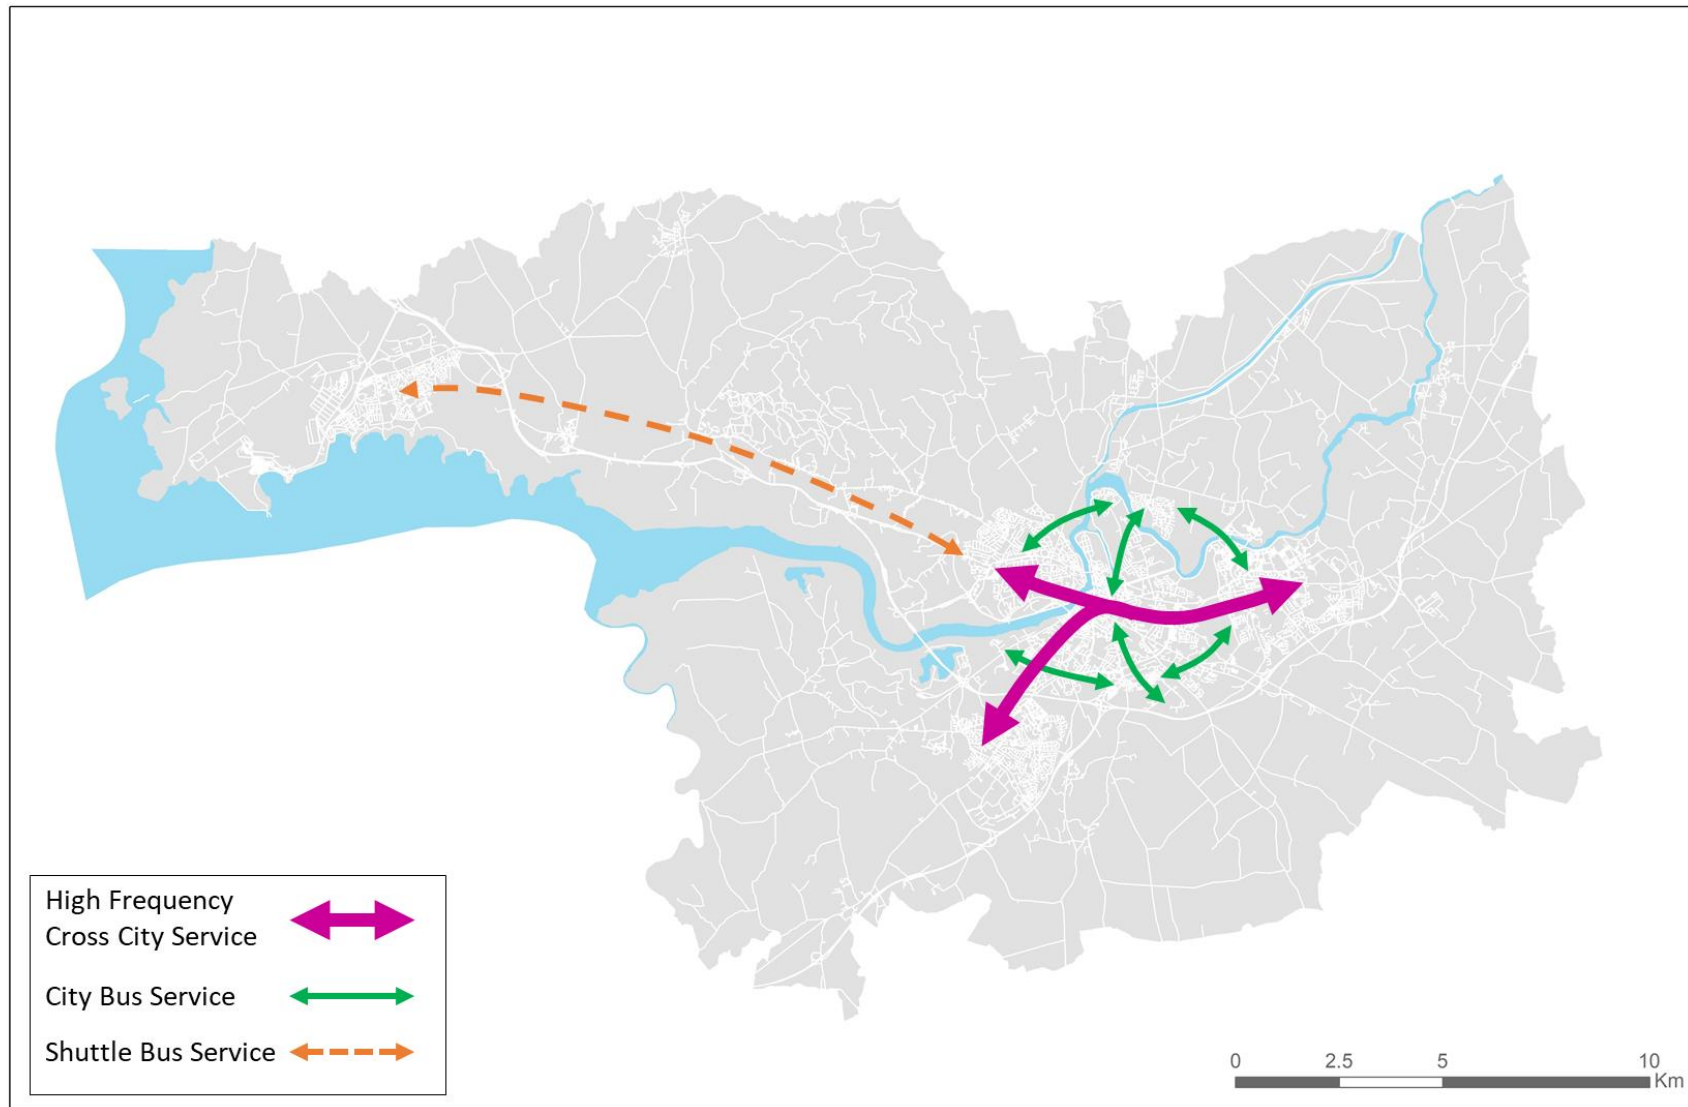 High Frequency
Cross City Service
City Bus Service
Shuttle Bus Service
0 2.5 5 10
Km